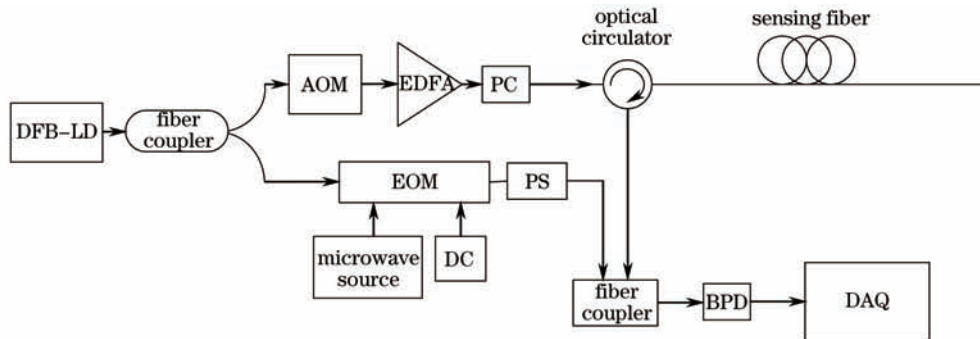 optical
circulator
sensing fiber
AOM
EDFA
PC
DFB-LD
fiber
coupler
EOM
PS
microwave
source
DC
fiber
coupler
BPD
DAQ